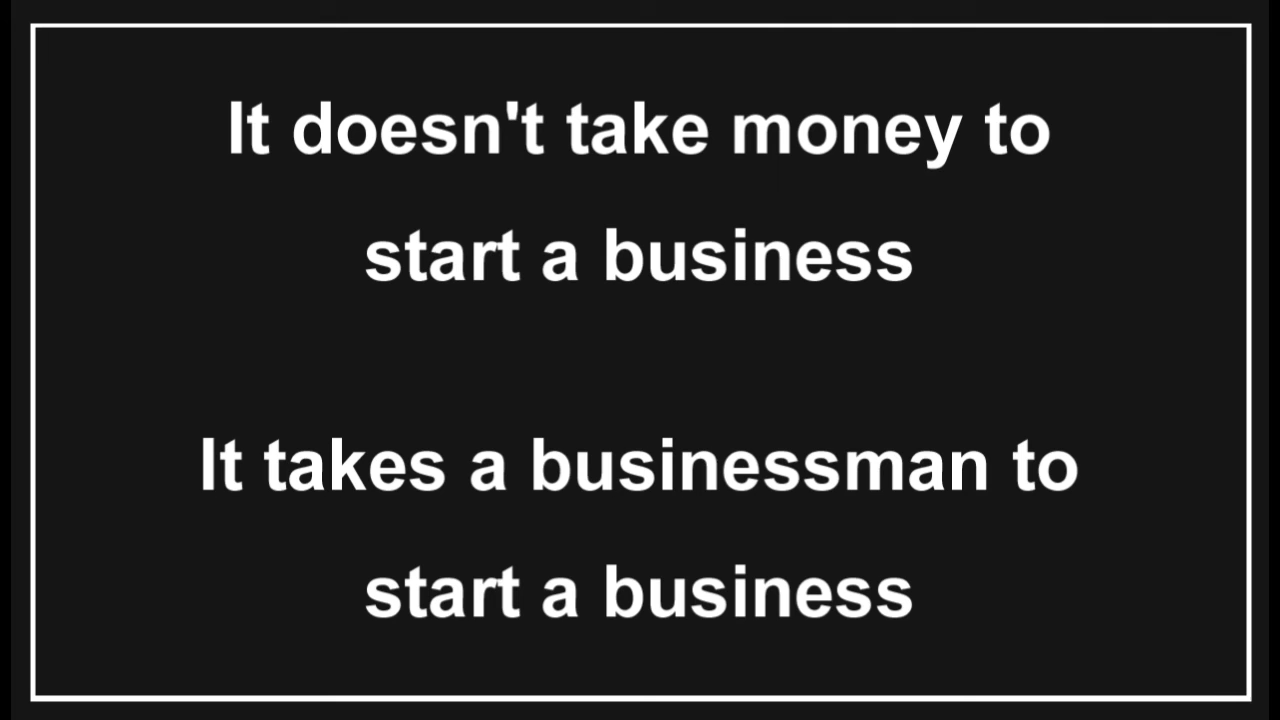 It doesn't take money to
start a business
It takes a businessman to
start a business